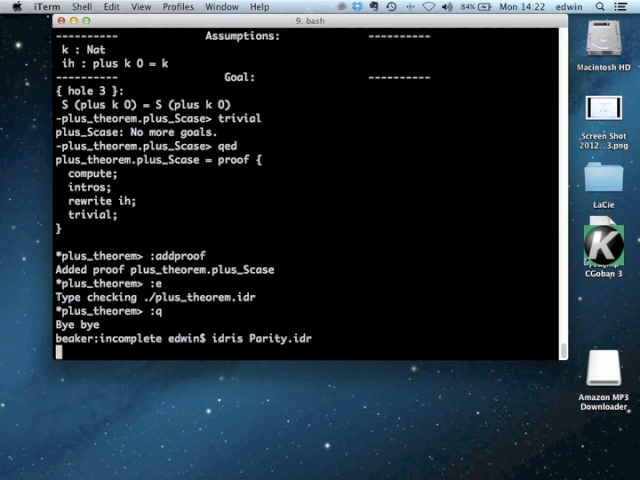 iTerm Shell Edit View Profiles Window Help 84% Mon 14:22 edwin
9. bash
---------- Assumptions: ----------
k : Nat
ih : plus k O = k
---------- Goal: ----------
{ hole 3 }:
S (plus k O) = S (plus k O)
-plus_theorem.plus_Scase> trivial
plus_Scase: No more goals.
-plus_theorem.plus_Scase> qed
plus_theorem.plus_Scase = proof {
compute;
intros;
rewrite ih;
trivial;
}
*plus_theorem> :addproof
Added proof plus_theorem.plus_Scase
*plus_theorem> :e
Type checking ./plus_theorem.idr
*plus_theorem> :q
Bye bye
beaker:incomplete edwin$ idris Parity.idr
Macintosh HD
Screen Shot
2012...3.png
LaCie
K
CGoban 3
Amazon MP3
Downloader